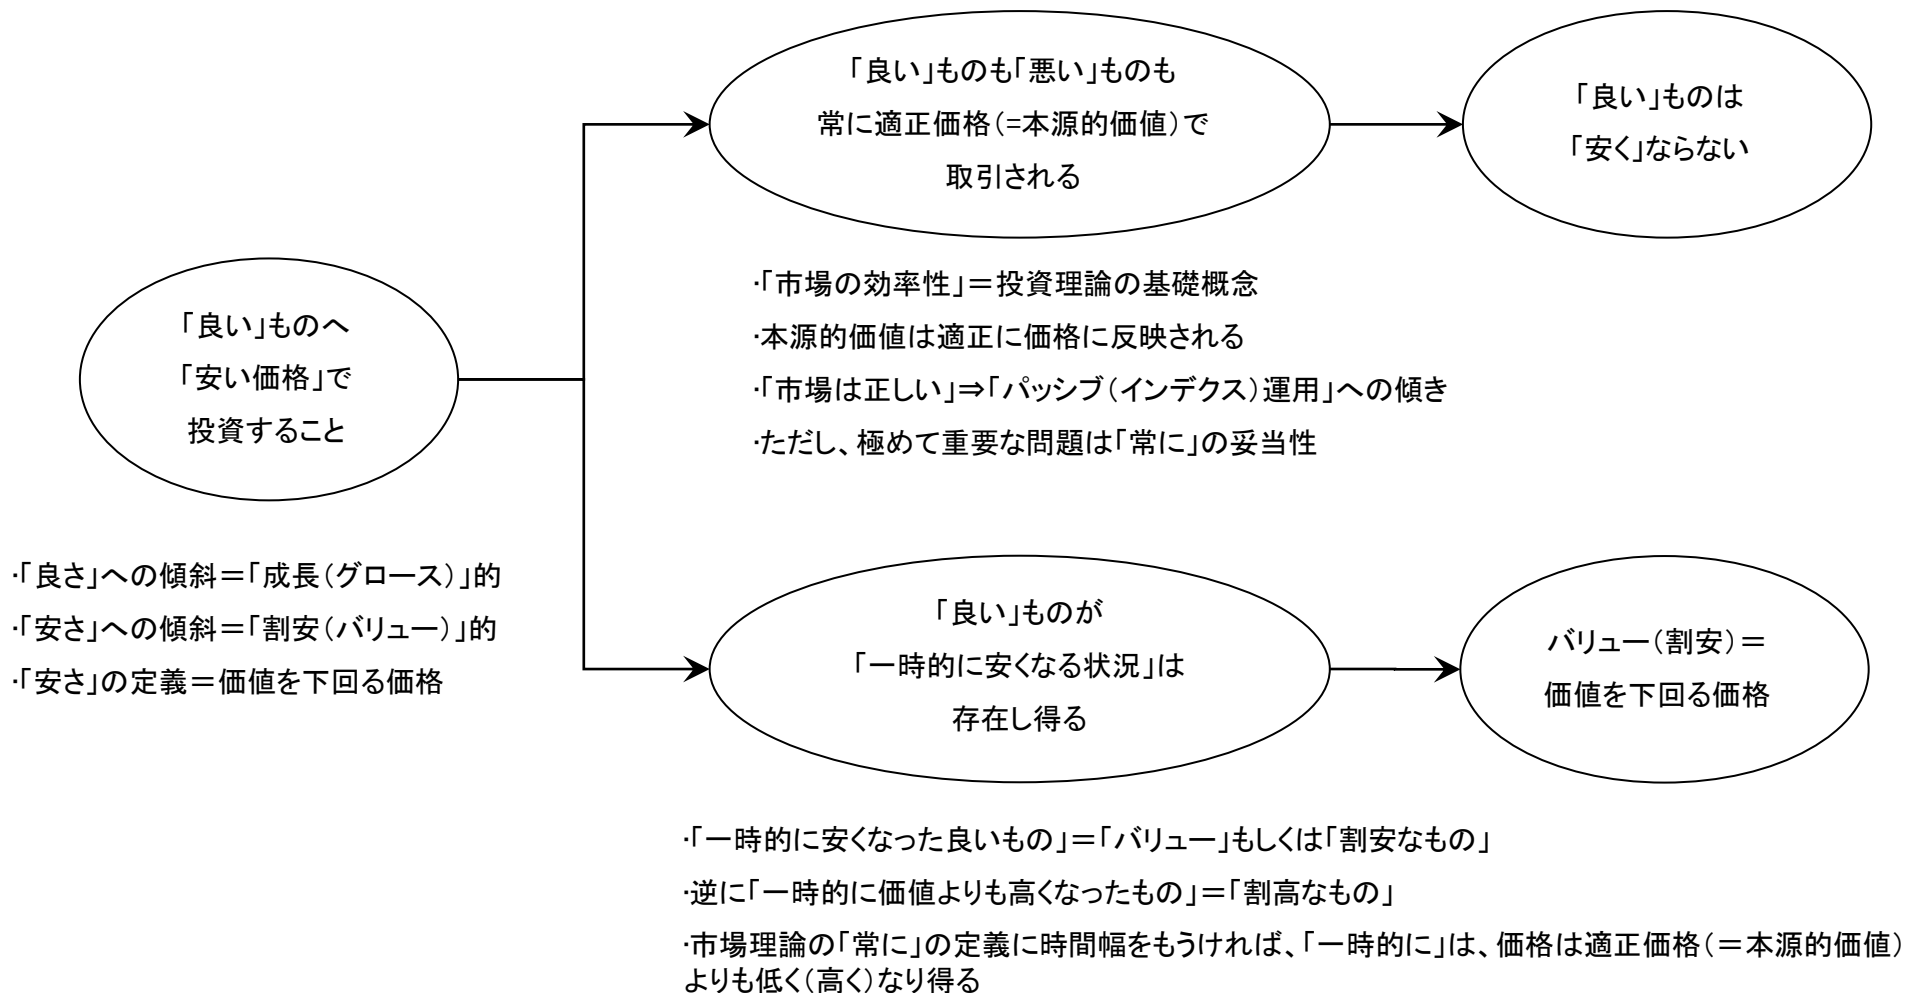 「良い」ものへ
「安い価格」で
投資すること
・「良さ」への傾斜＝「成長（グロース）」的
・「安さ」への傾斜＝「割安（バリュー）」的
・「安さ」の定義＝価値を下回る価格
「良い」ものも「悪い」ものも
常に適正価格（=本源的価値）で
取引される
「良い」ものは
「安く」ならない
・「市場の効率性」＝投資理論の基礎概念
・本源的価値は適正に価格に反映される
・「市場は正しい」⇒「パッシブ（インデクス）運用」への傾き
・ただし、極めて重要な問題は「常に」の妥当性
「良い」ものが
「一時的に安くなる状況」は
存在し得る
バリュー（割安）＝
価値を下回る価格
・「一時的に安くなった良いもの」＝「バリュー」もしくは「割安なもの」
・逆に「一時的に価値よりも高くなったもの」＝「割高なもの」
・市場理論の「常に」の定義に時間幅をもうければ、「一時的に」は、価格は適正価格（＝本源的価値）
よりも低く（高く）なり得る